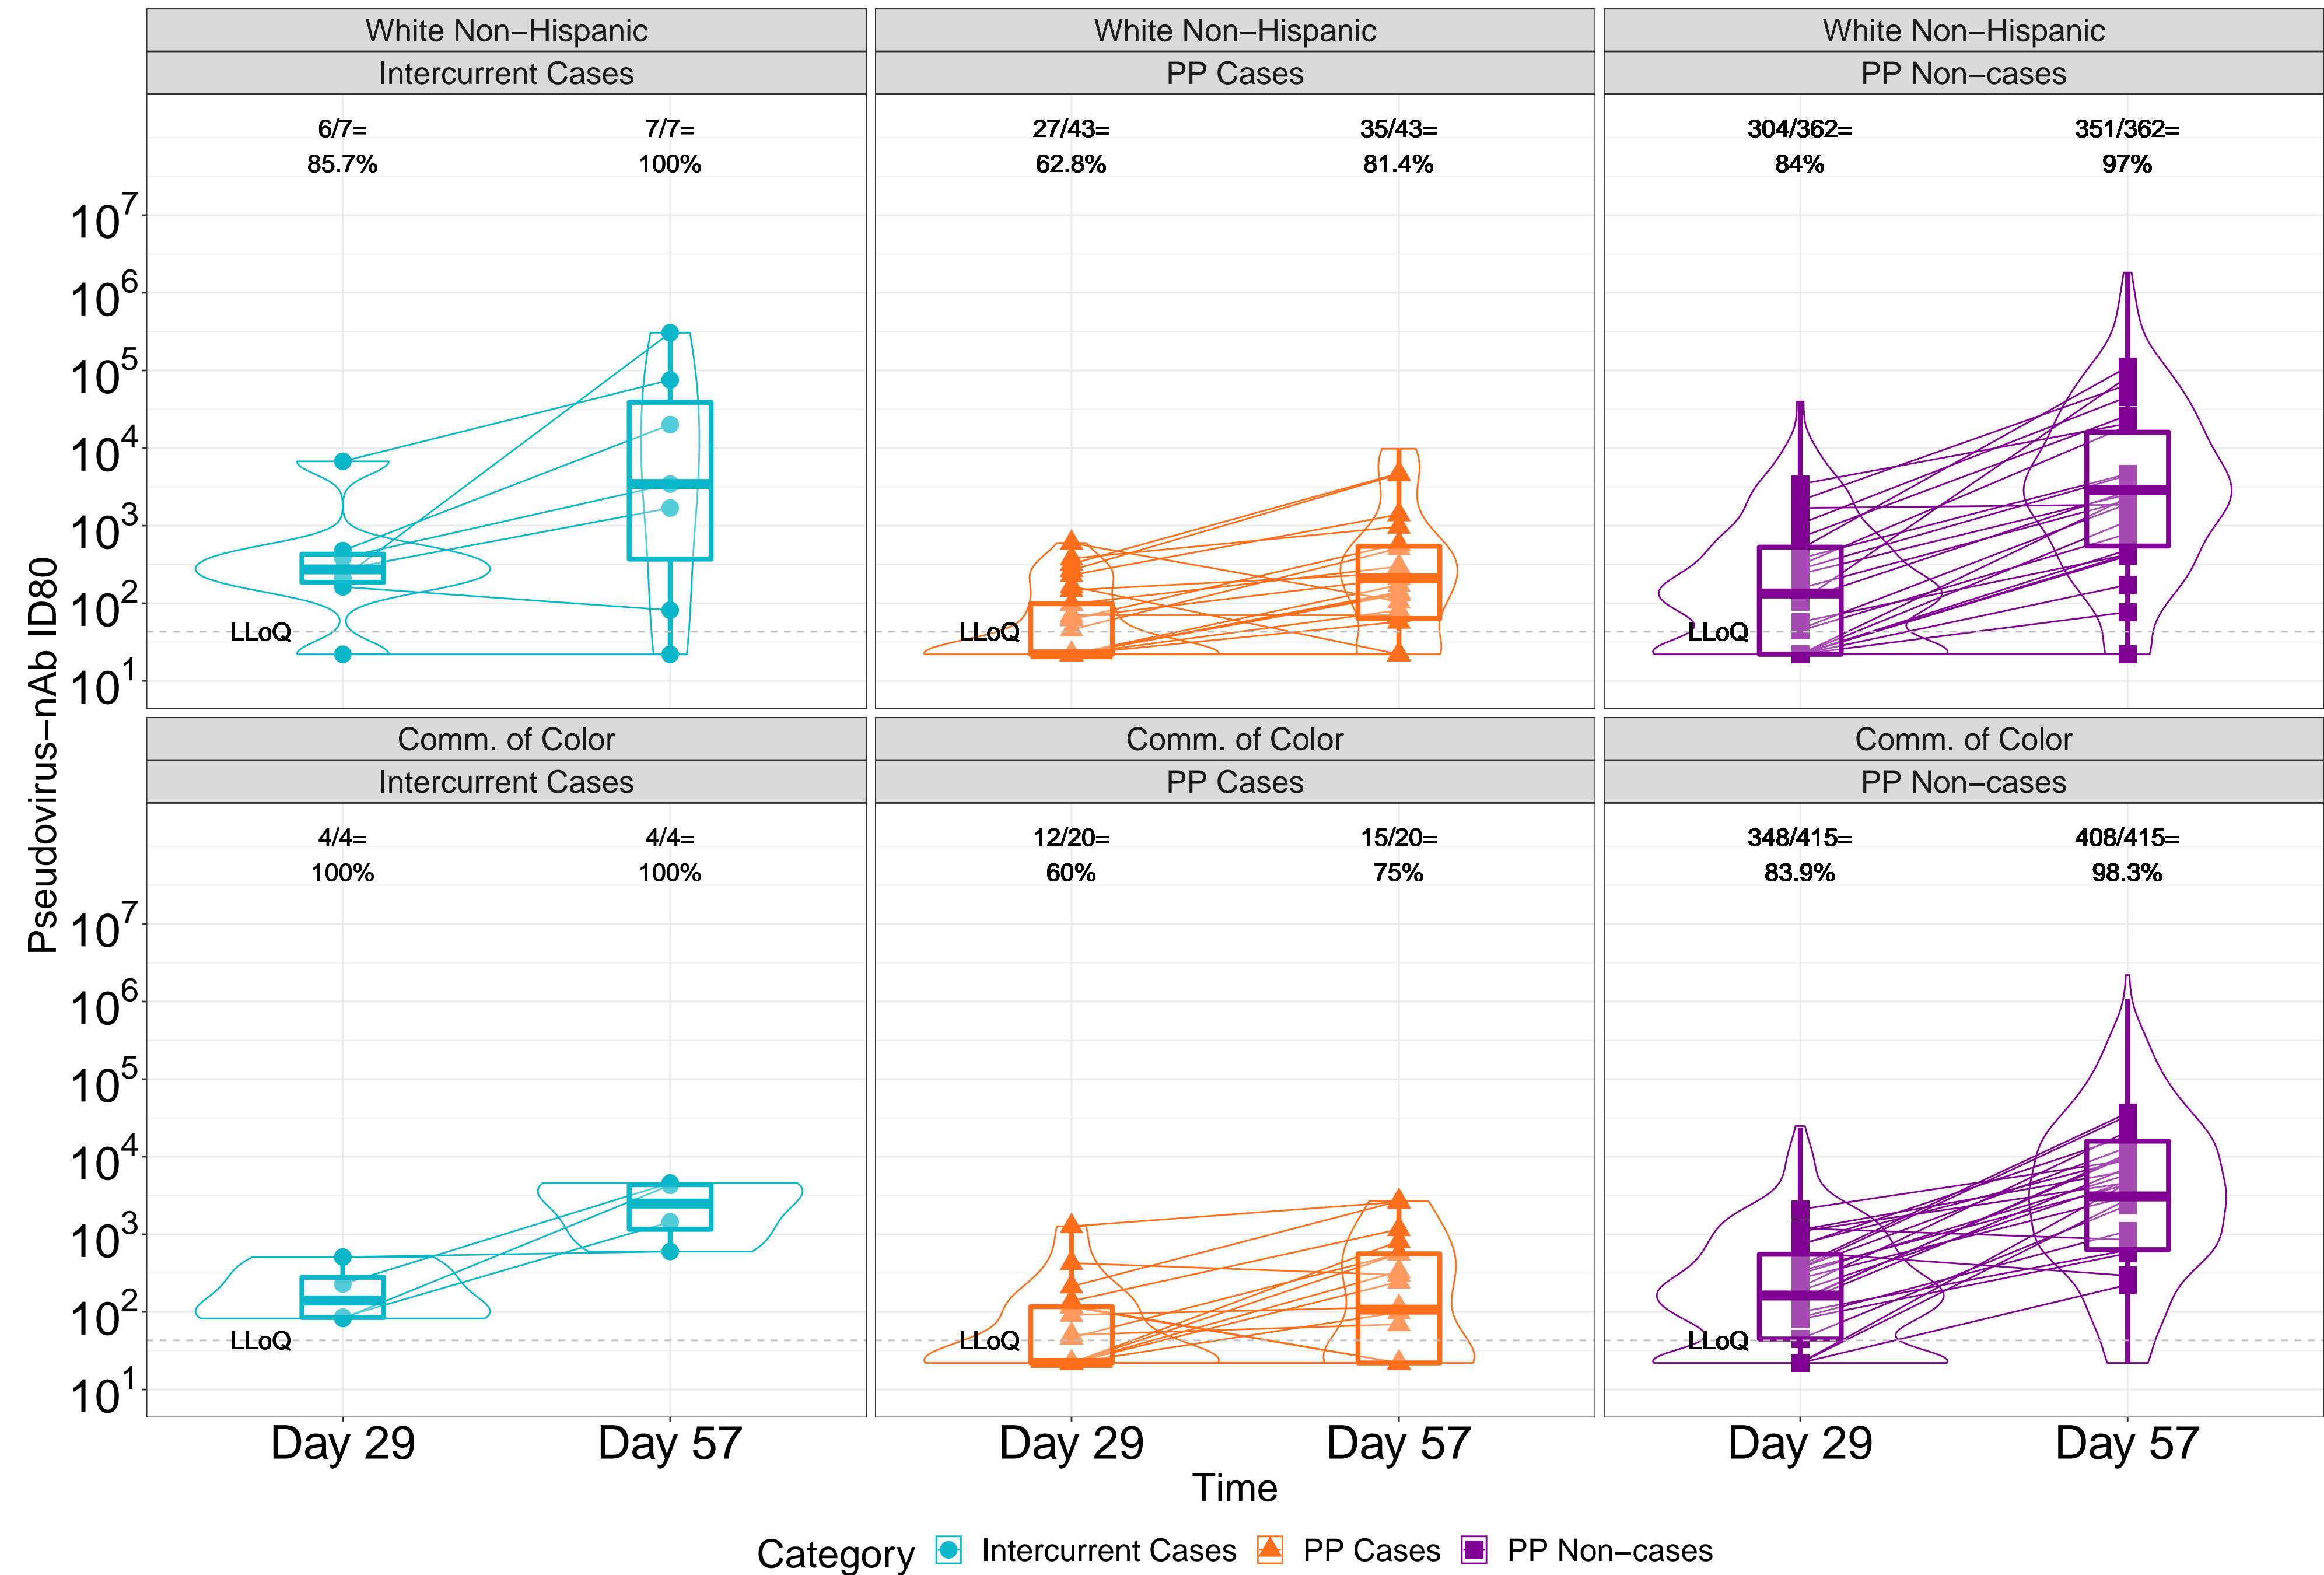 White Non−Hispanic
White Non−Hispanic
White Non−Hispanic
Intercurrent Cases
PP Cases
PP Non−cases
6/7=
85.7%
7/7=
100%
27/43=
62.8%
35/43=
81.4%
304/362=
84%
351/362=
97%
10^7
10^6
10^5
10^4
10^3
10^2
10^1
LLoQ
LLoQ
LLoQ
Pseudovirus−nAb ID80
Comm. of Color
Comm. of Color
Comm. of Color
Intercurrent Cases
PP Cases
PP Non−cases
4/4=
100%
4/4=
100%
12/20=
60%
15/20=
75%
348/415=
83.9%
408/415=
98.3%
10^7
10^6
10^5
10^4
10^3
10^2
10^1
LLoQ
LLoQ
LLoQ
Day 29
Day 57
Day 29
Day 57
Day 29
Day 57
Time
Category
Intercurrent Cases
PP Cases
PP Non−cases